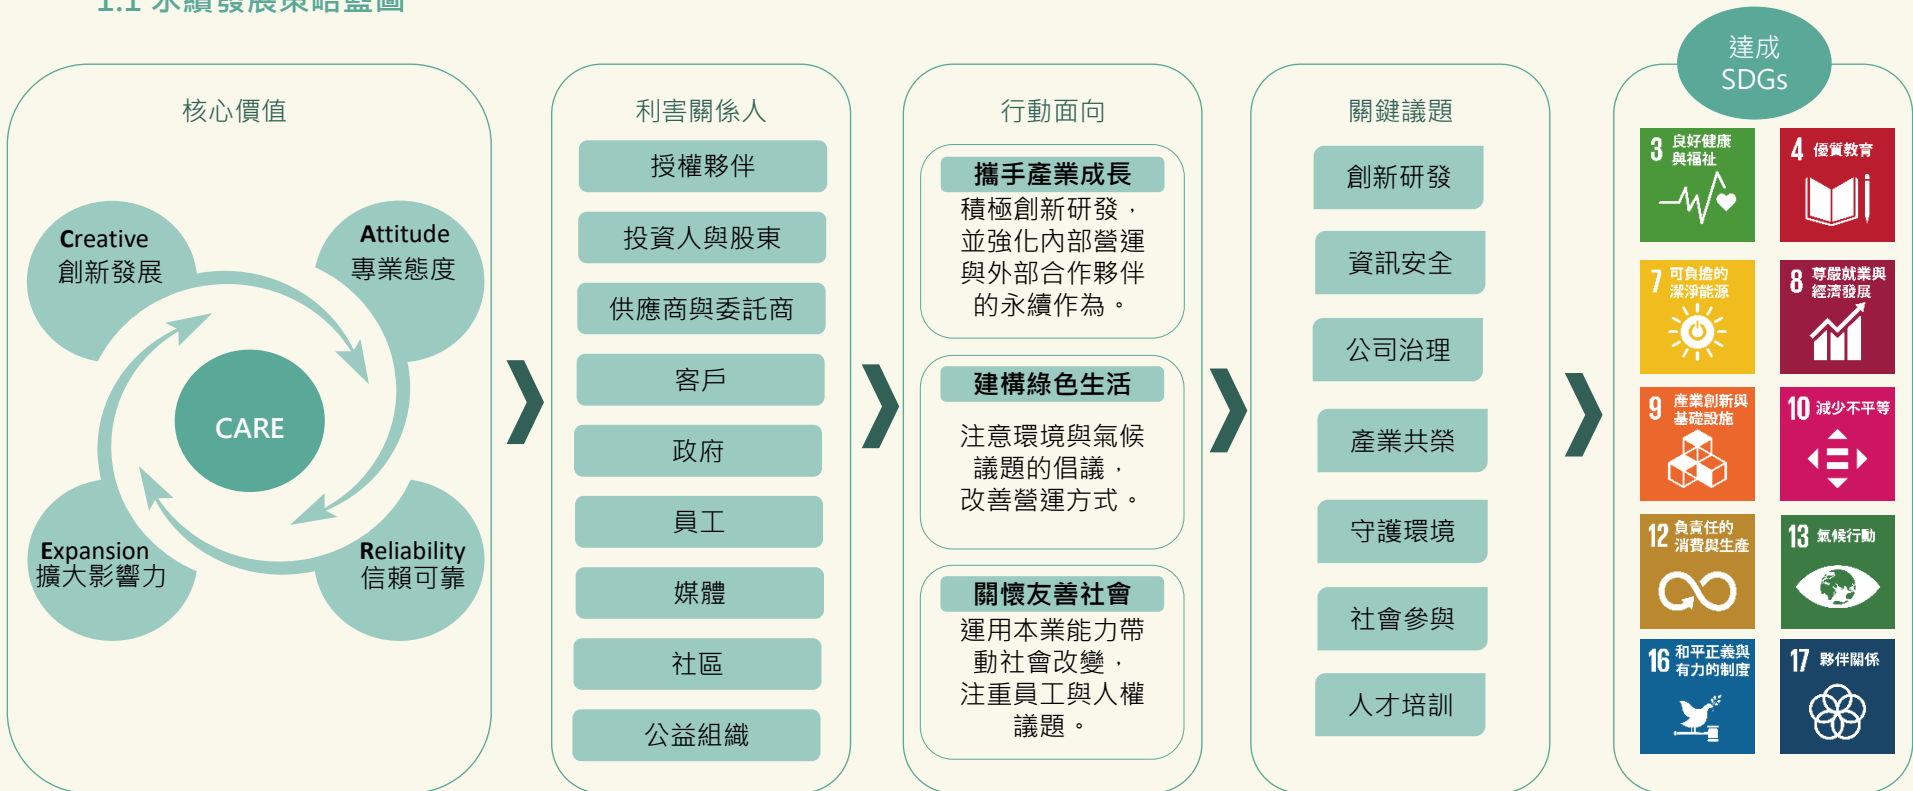 1.1 永續發展策略藍圖
核心價值
Creative
創新發展
Attitude
專業態度
CARE
Expansion
擴大影響力
Reliability
信賴可靠
利害關係人
授權夥伴
投資人與股東
供應商與委託商
客戶
政府
員工
媒體
社區
公益組織
行動面向
攜手產業成長
積極創新研發，
並強化內部營運
與外部合作夥伴
的永續作為。
建構綠色生活
注意環境與氣候
議題的倡議，
改善營運方式。
關懷友善社會
運用本業能力帶
動社會改變，
注重員工與人權
議題。
關鍵議題
創新研發
資訊安全
公司治理
產業共榮
守護環境
社會參與
人才培訓
達成
SDGs
3 良好健康
與福祉
4 優質教育
7 可負擔的
潔淨能源
8 尊嚴就業與
經濟發展
9 產業創新與
基礎設施
10 減少不平等
12 負責任的
消費與生產
13 氣候行動
16 和平正義與
有力的制度
17 夥伴關係